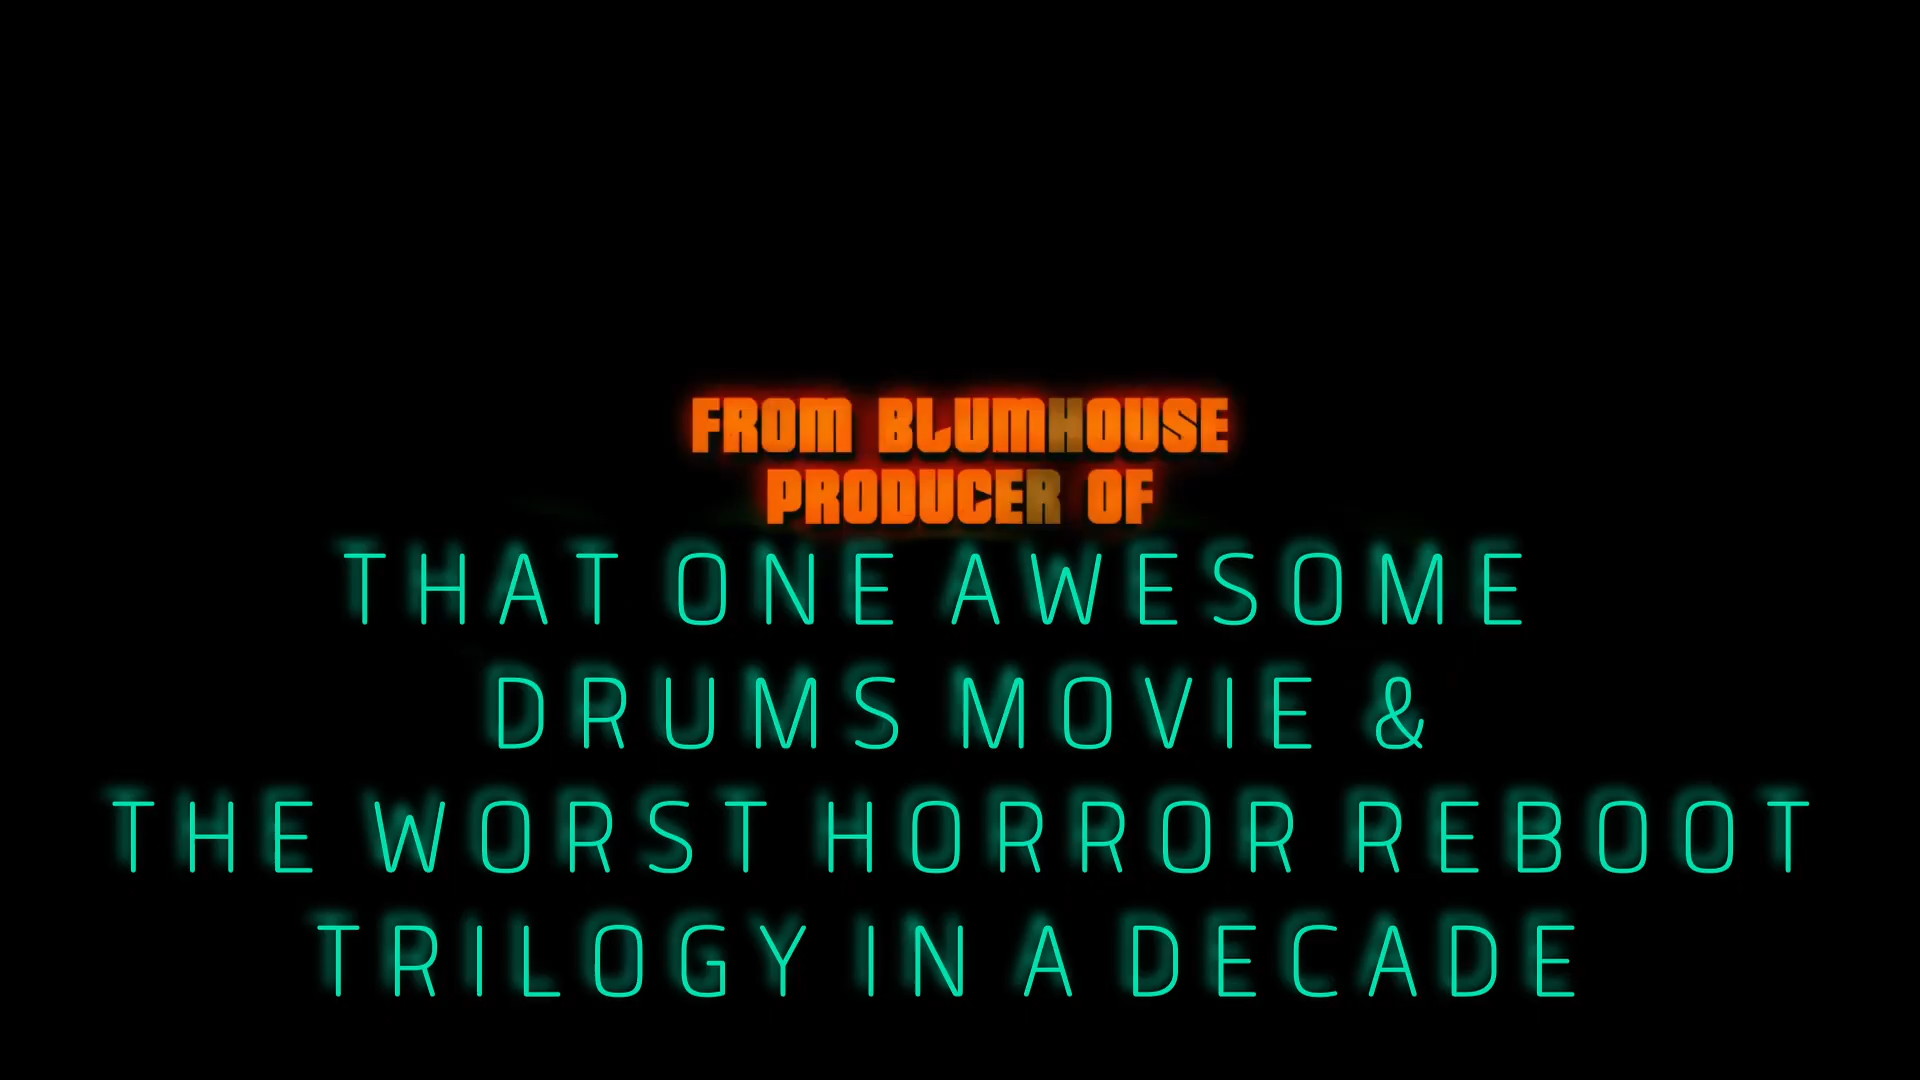 FROM BLUMHOUSE
PRODUCER OF
THAT ONE AWESOME
DRUMS MOVIE &
THE WORST HORROR REBOOT
TRILOGY IN A DECADE